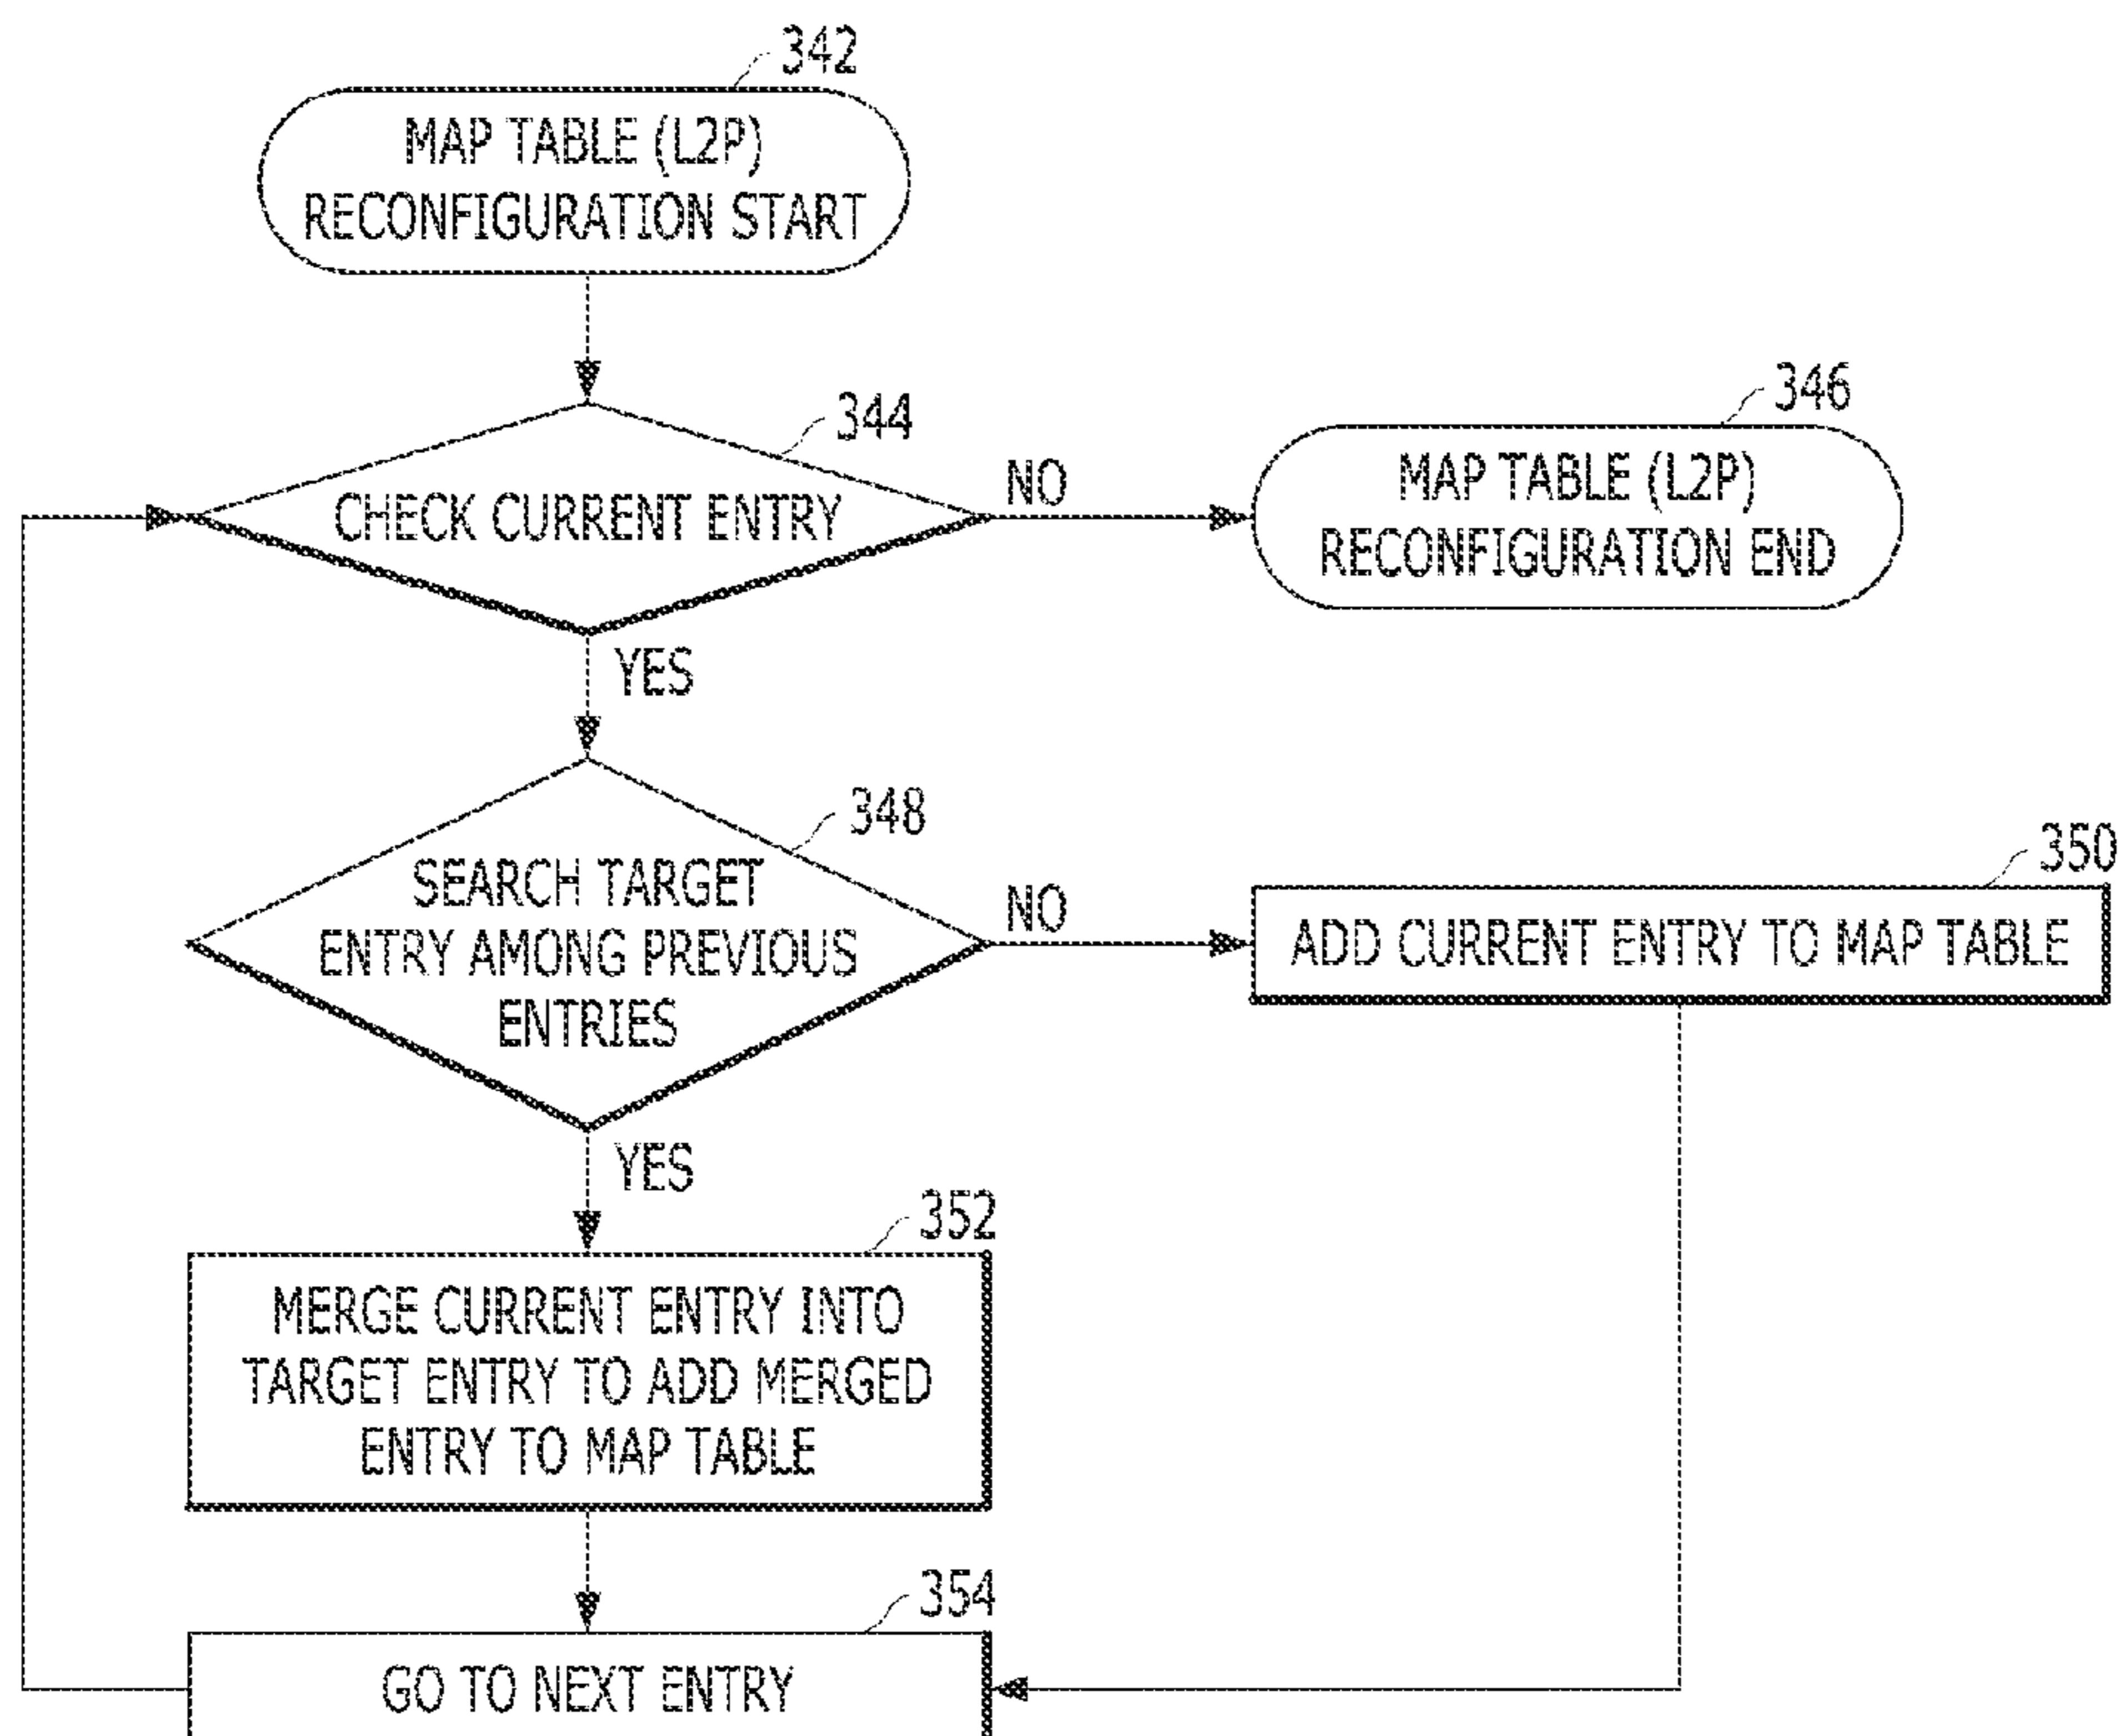 342
MAP TABLE (L2P)
RECONFIGURATION START
344
CHECK CURRENT ENTRY
NO
346
MAP TABLE (L2P)
RECONFIGURATION END
YES
348
SEARCH TARGET
ENTRY AMONG PREVIOUS
ENTRIES
NO
350
ADD CURRENT ENTRY TO MAP TABLE
YES
352
MERGE CURRENT ENTRY INTO
TARGET ENTRY TO ADD MERGED
ENTRY TO MAP TABLE
354
GO TO NEXT ENTRY